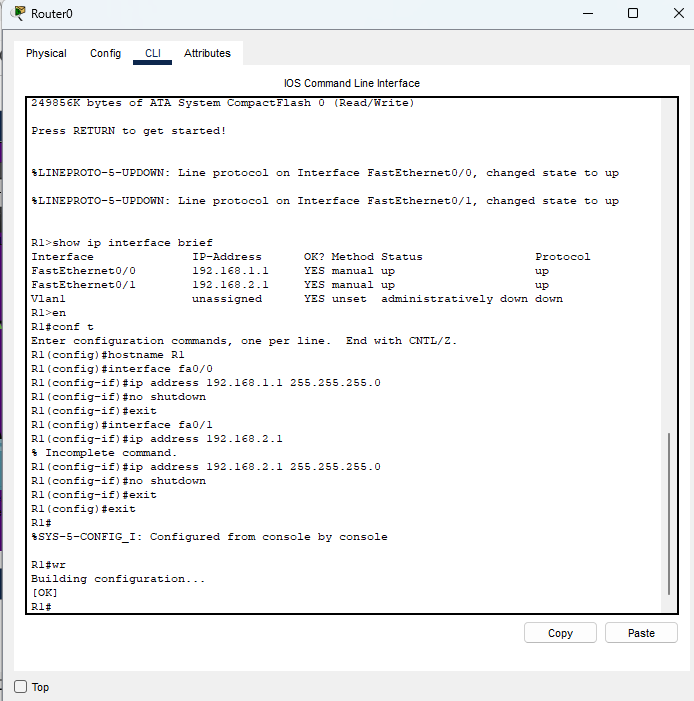 Router0
Physical Config CLI Attributes
IOS Command Line Interface
249856K bytes of ATA System CompactFlash 0 (Read/Write)
Press RETURN to get started!
%LINEPROTO-5-UPDOWN: Line protocol on Interface FastEthernet0/0, changed state to up
%LINEPROTO-5-UPDOWN: Line protocol on Interface FastEthernet0/1, changed state to up
R1>show ip interface brief
Interface IP-Address OK? Method Status Protocol
FastEthernet0/0 192.168.1.1 YES manual up up
FastEthernet0/1 192.168.2.1 YES manual up up
Vlan1 unassigned YES unset administratively down down
R1>en
R1#conf t
Enter configuration commands, one per line. End with CNTL/Z.
R1(config)#hostname R1
R1(config)#interface fa0/0
R1(config-if)#ip address 192.168.1.1 255.255.255.0
R1(config-if)#no shutdown
R1(config-if)#exit
R1(config)#interface fa0/1
R1(config-if)#ip address 192.168.2.1
% Incomplete command.
R1(config-if)#ip address 192.168.2.1 255.255.255.0
R1(config-if)#no shutdown
R1(config-if)#exit
R1(config)#exit
R1#
%SYS-5-CONFIG_I: Configured from console by console
R1#wr
Building configuration...
[OK]
R1#
Copy Paste
Top